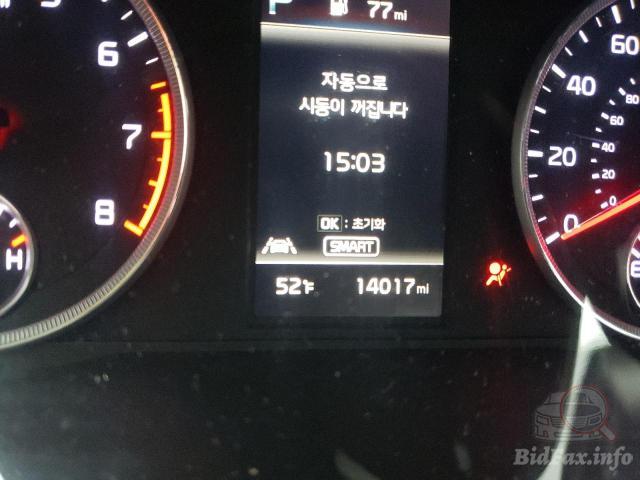 P 77 mi
6
7
8
H
자동으로
시동이 꺼집니다
15:03
OK : 초기화
SMART
52°F 14017 mi
60
40
20
0
80
60
40
20
0
E
BidFax.info